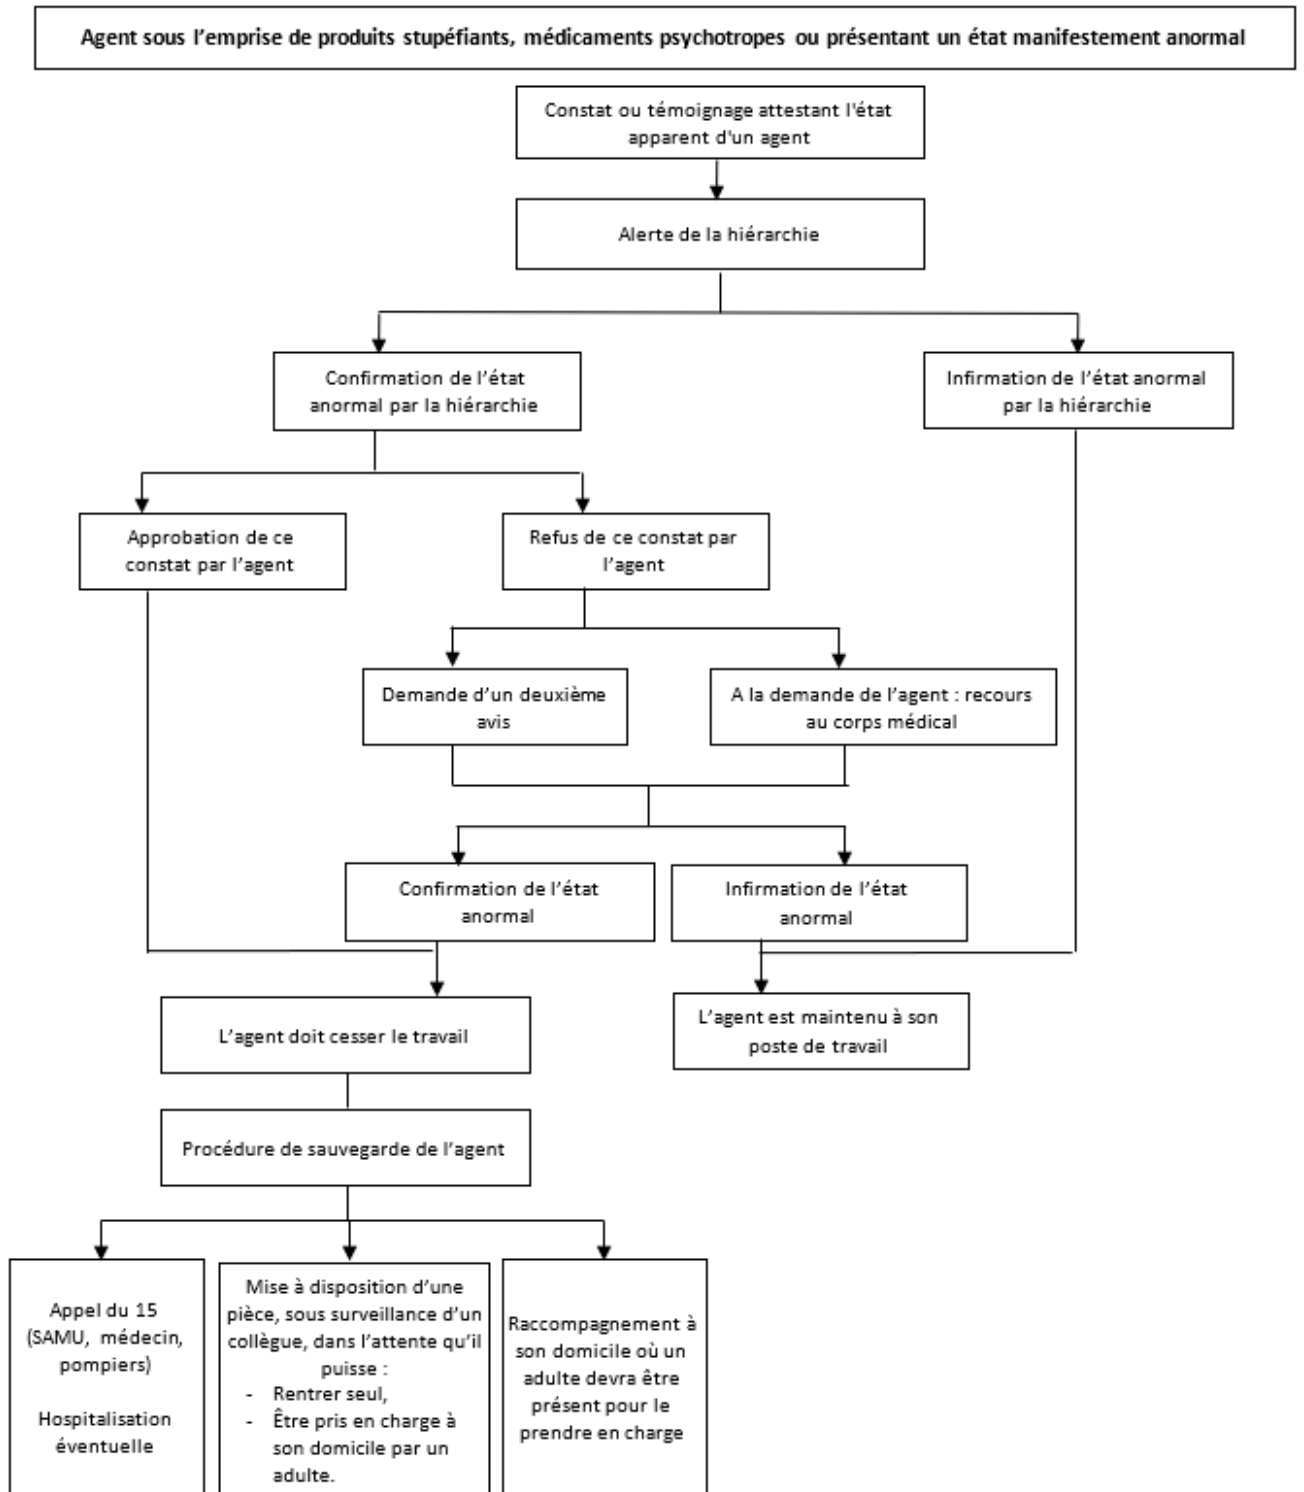 Agent sous l’emprise de produits stupéfiants, médicaments psychotropes ou présentant un état manifestement anormal
Constat ou témoignage attestant l'état
apparent d'un agent
Alerte de la hiérarchie
Confirmation de l’état
anormal par la hiérarchie
Infirmation de l’état anormal
par la hiérarchie
Approbation de ce
constat par l’agent
Refus de ce constat par
l’agent
Demande d’un deuxième
avis
A la demande de l’agent : recours
au corps médical
Confirmation de l’état
anormal
Infirmation de l’état
anormal
L’agent doit cesser le travail
L’agent est maintenu à son
poste de travail
Procédure de sauvegarde de l’agent
Appel du 15
(SAMU, médecin,
pompiers)
Hospitalisation
éventuelle
Mise à disposition d’une
pièce, sous surveillance d’un
collègue, dans l’attente qu’il
puisse :
- Rentrer seul,
- Être pris en charge à
son domicile par un
adulte.
Raccompagnement à
son domicile où un
adulte devra être
présent pour le
prendre en charge